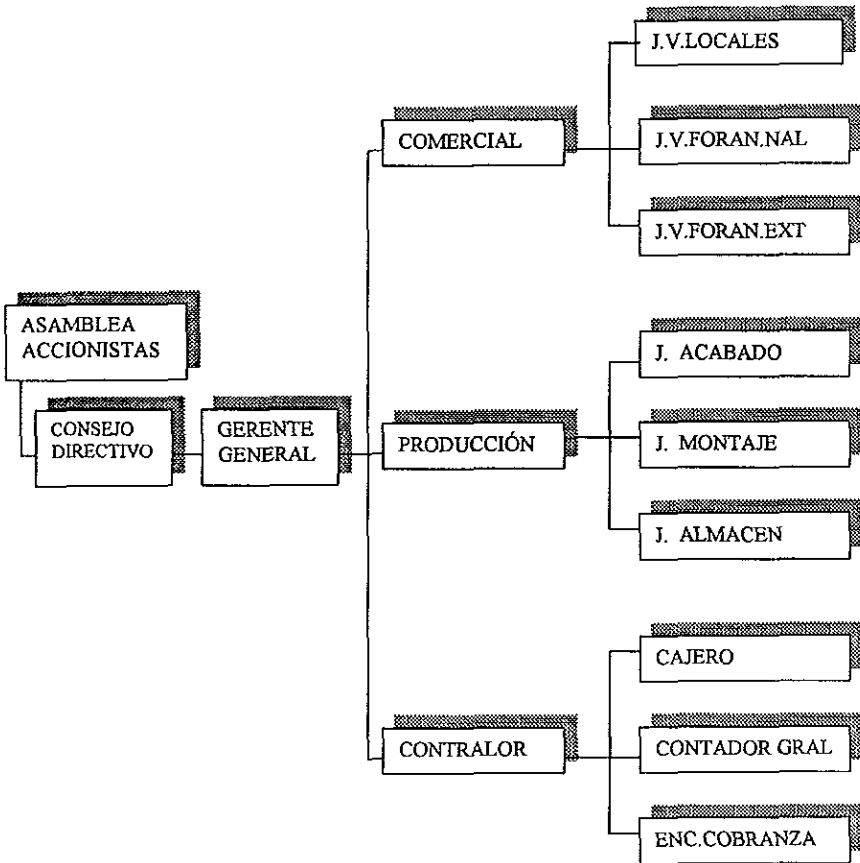 J.V.LOCALES
COMERCIAL
J.V.FORAN.NAL
J.V.FORAN.EXT
ASAMBLEA
ACCIONISTAS
CONSEJO
DIRECTIVO
GERENTE
GENERAL
PRODUCCIÓN
J. ACABADO
J. MONTAJE
J. ALMACEN
CAJERO
CONTRALOR
CONTADOR GRAL
ENC.COBRANZA